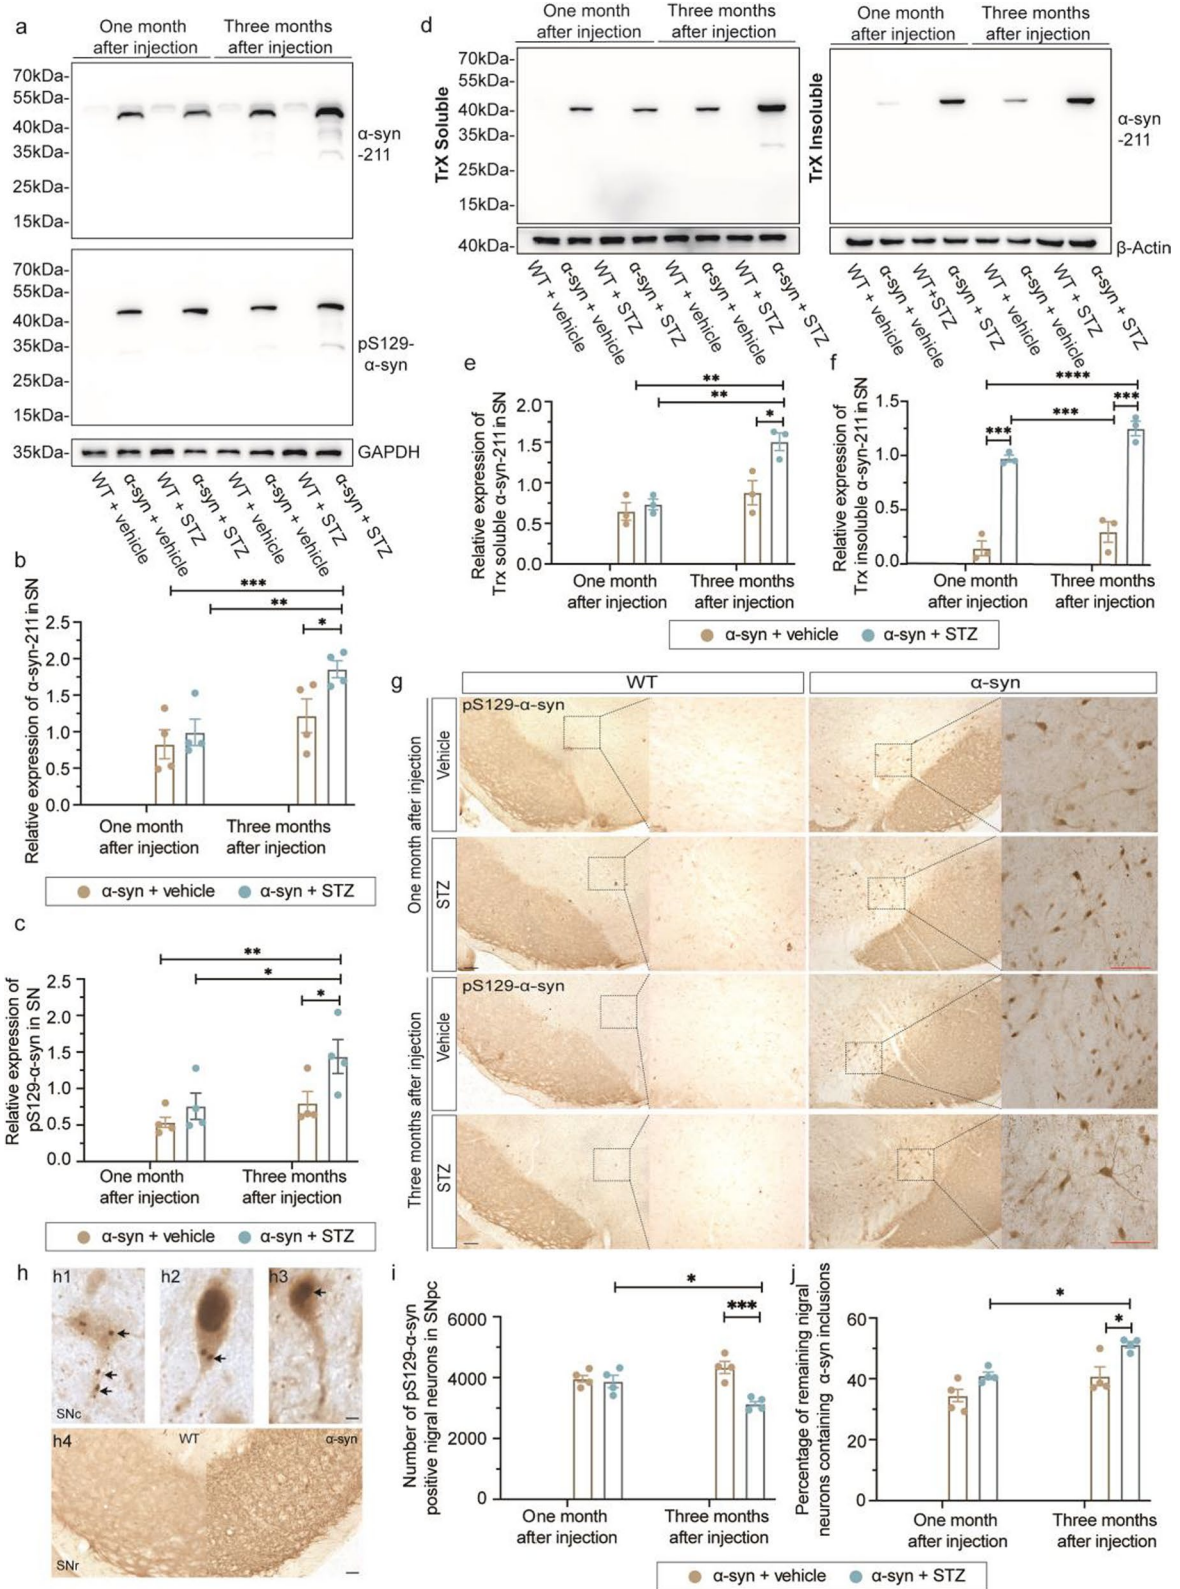 a
One month
after injection
Three months
after injection
70kDa-
55kDa-
40kDa-
35kDa-
25kDa-
15kDa-
α-syn
-211
70kDa-
55kDa-
40kDa-
35kDa-
25kDa-
15kDa-
pS129-
α-syn
35kDa-
GAPDH
WT + vehicle
α-syn + vehicle
WT + STZ
α-syn + STZ
WT + vehicle
α-syn + vehicle
WT + STZ
α-syn + STZ
d
One month
after injection
Three months
after injection
TrX Soluble
70kDa-
55kDa-
40kDa-
35kDa-
25kDa-
15kDa-
40kDa-
WT + vehicle
α-syn + vehicle
WT + STZ
α-syn + STZ
WT + vehicle
α-syn + vehicle
WT + STZ
α-syn + STZ
One month
after injection
Three months
after injection
TrX Insoluble
α-syn
-211
β-Actin
WT + vehicle
α-syn + vehicle
WT+STZ
α-syn + STZ
WT + vehicle
α-syn + vehicle
WT + STZ
α-syn + STZ
b
Relative expression of α-syn-211 in SN
2.5
2.0
1.5
1.0
0.5
0.0
***
**
*
One month
after injection
Three months
after injection
α-syn + vehicle
α-syn + STZ
c
Relative expression of
pS129-α-syn in SN
2.5
2.0
1.5
1.0
0.5
0.0
**
*
*
One month
after injection
Three months
after injection
α-syn + vehicle
α-syn + STZ
e
Relative expression of
Trx soluble α-syn-211 in SN
2.0
1.5
1.0
0.5
0.0
**
**
*
One month
after injection
Three months
after injection
f
Relative expression of
Trx insoluble α-syn-211 in SN
1.5
1.0
0.5
0.0
****
***
***
***
One month
after injection
Three months
after injection
α-syn + vehicle
α-syn + STZ
g
WT
α-syn
One month after injection
Vehicle
pS129-α-syn
STZ
Three months after injection
Vehicle
pS129-α-syn
STZ
h
h1
h2
h3
SNc
h4
WT
α-syn
SNr
i
Number of pS129-α-syn
positive nigral neurons in SNpc
6000
4000
2000
0
*
***
One month
after injection
Three months
after injection
j
Percentage of remaining nigral
neurons containing α-syn inclusions
60
40
20
0
*
*
One month
after injection
Three months
after injection
α-syn + vehicle
α-syn + STZ